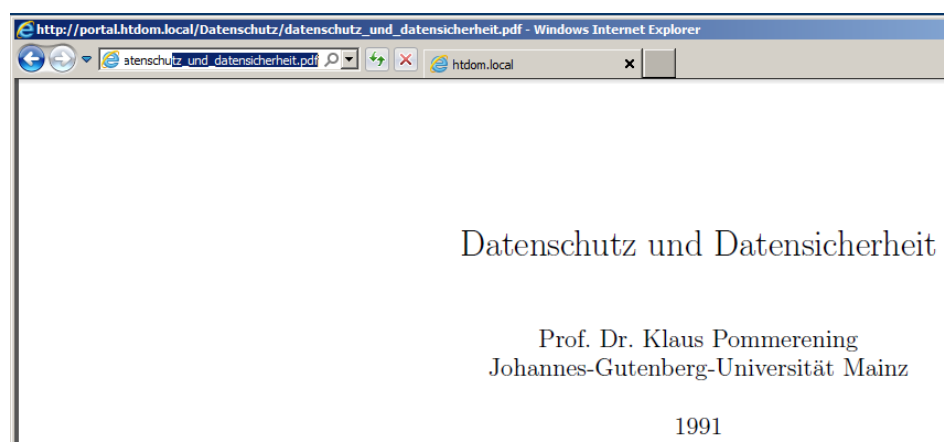 http://portal.htdom.local/Datenschutz/datenschutz_und_datensicherheit.pdf - Windows Internet Explorer
atenschutz_und_datensicherheit.pdf
htdom.local
Datenschutz und Datensicherheit
Prof. Dr. Klaus Pommerening
Johannes-Gutenberg-Universität Mainz
1991